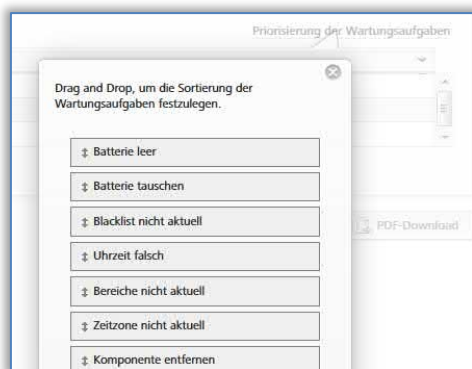 Priorisierung der Wartungsaufgaben
Drag and Drop, um die Sortierung der
Wartungsaufgaben festzulegen.
Batterie leer
Batterie tauschen
Blacklist nicht aktuell
Uhrzeit falsch
PDF-Download
Bereiche nicht aktuell
Zeitzone nicht aktuell
Komponente entfernen